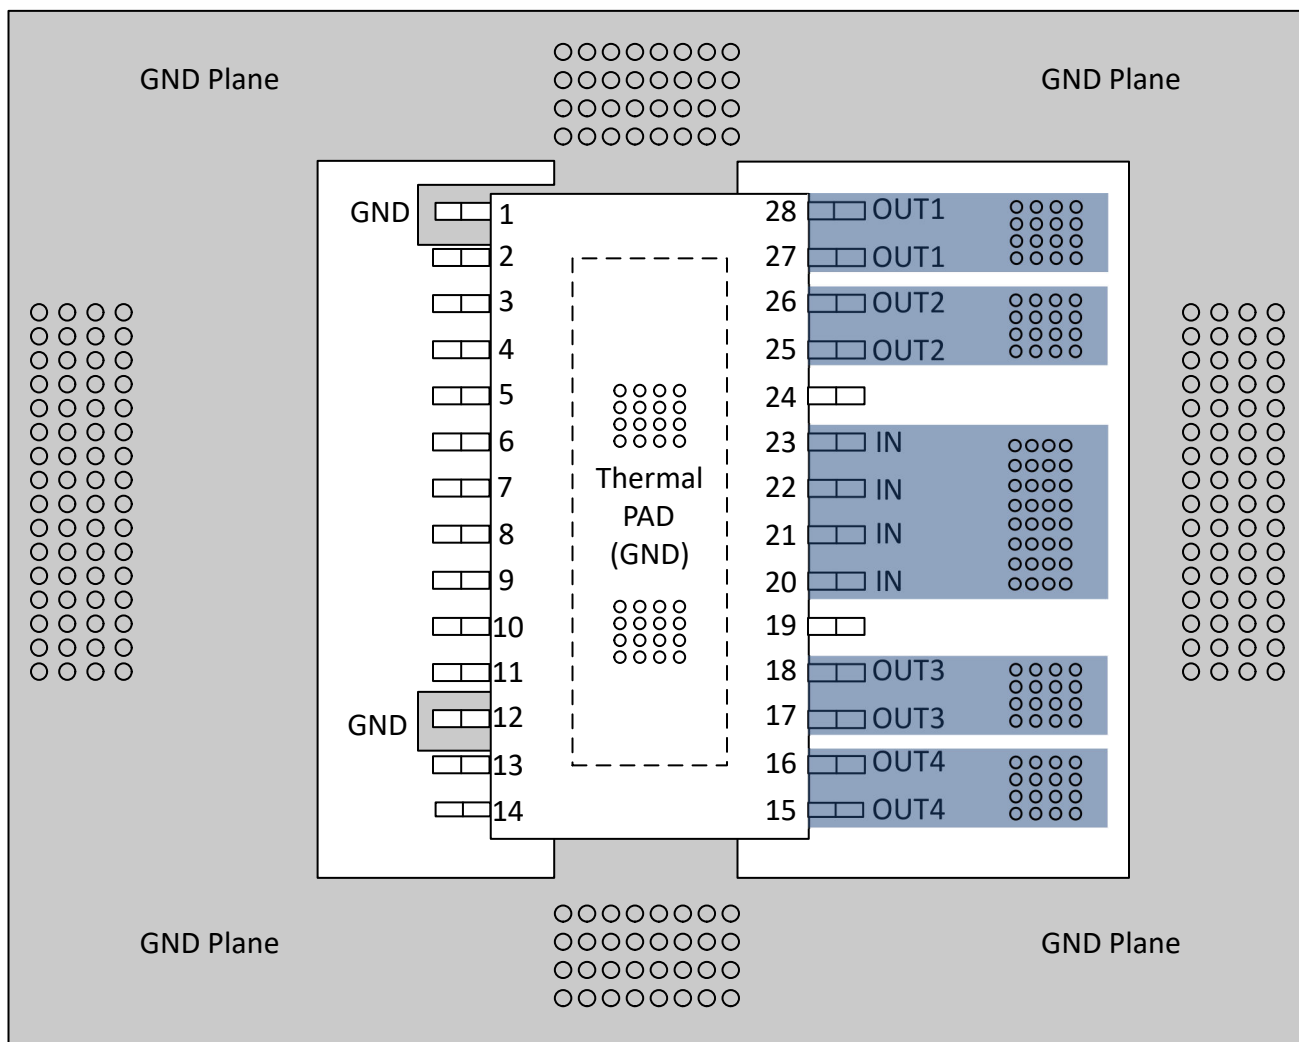 GND Plane
GND Plane
GND
1
28
OUT1
2
27
OUT1
3
26
OUT2
4
25
OUT2
5
24
6
23
IN
7
22
IN
8
21
IN
9
20
IN
Thermal
PAD
(GND)
10
19
11
18
OUT3
GND
12
17
OUT3
13
16
OUT4
14
15
OUT4
GND Plane
GND Plane